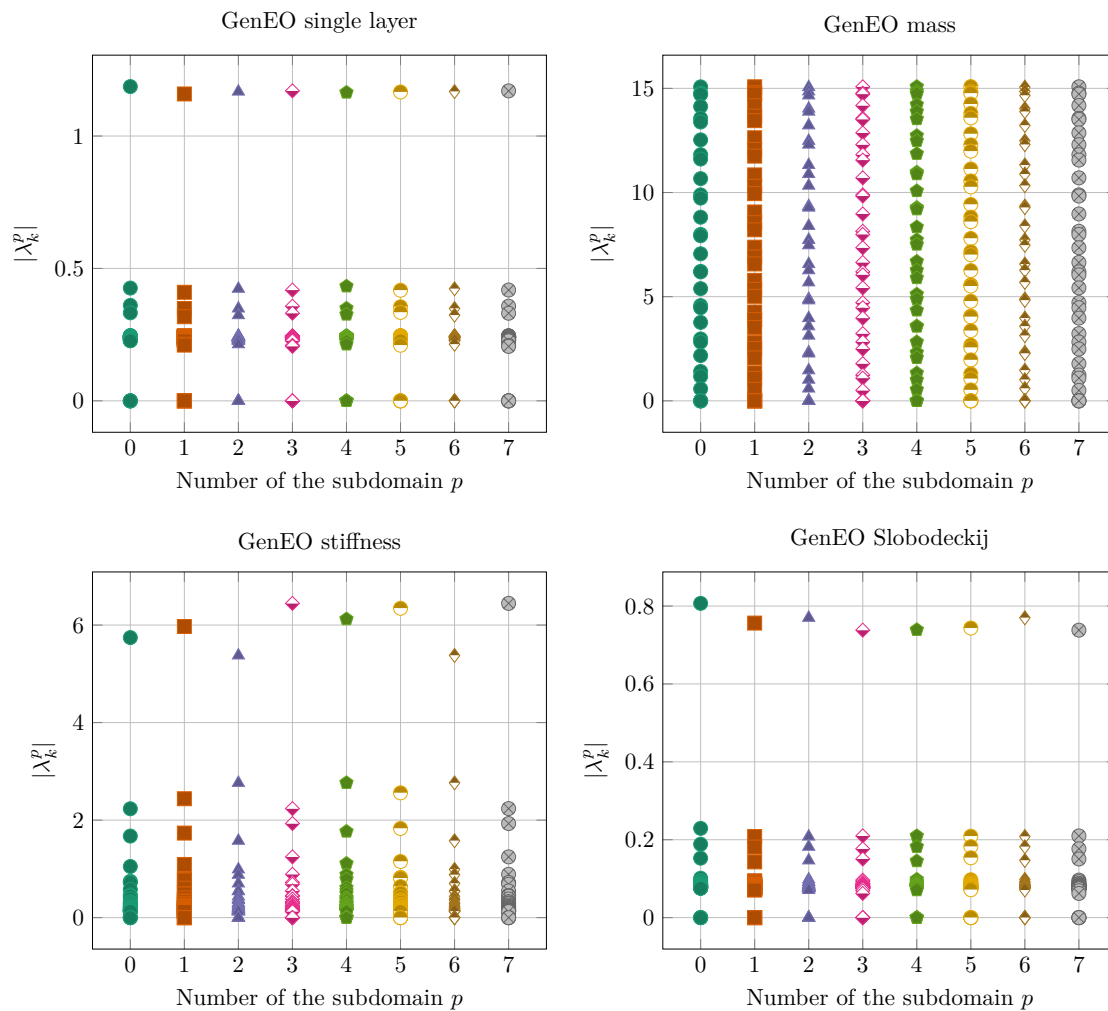 GenEO single layer
1
0.5
0
|λ_k^p|
0 1 2 3 4 5 6 7
Number of the subdomain p
GenEO mass
15
10
5
0
|λ_k^p|
0 1 2 3 4 5 6 7
Number of the subdomain p
GenEO stiffness
6
4
2
0
|λ_k^p|
0 1 2 3 4 5 6 7
Number of the subdomain p
GenEO Slobodeckij
0.8
0.6
0.4
0.2
0
|λ_k^p|
0 1 2 3 4 5 6 7
Number of the subdomain p